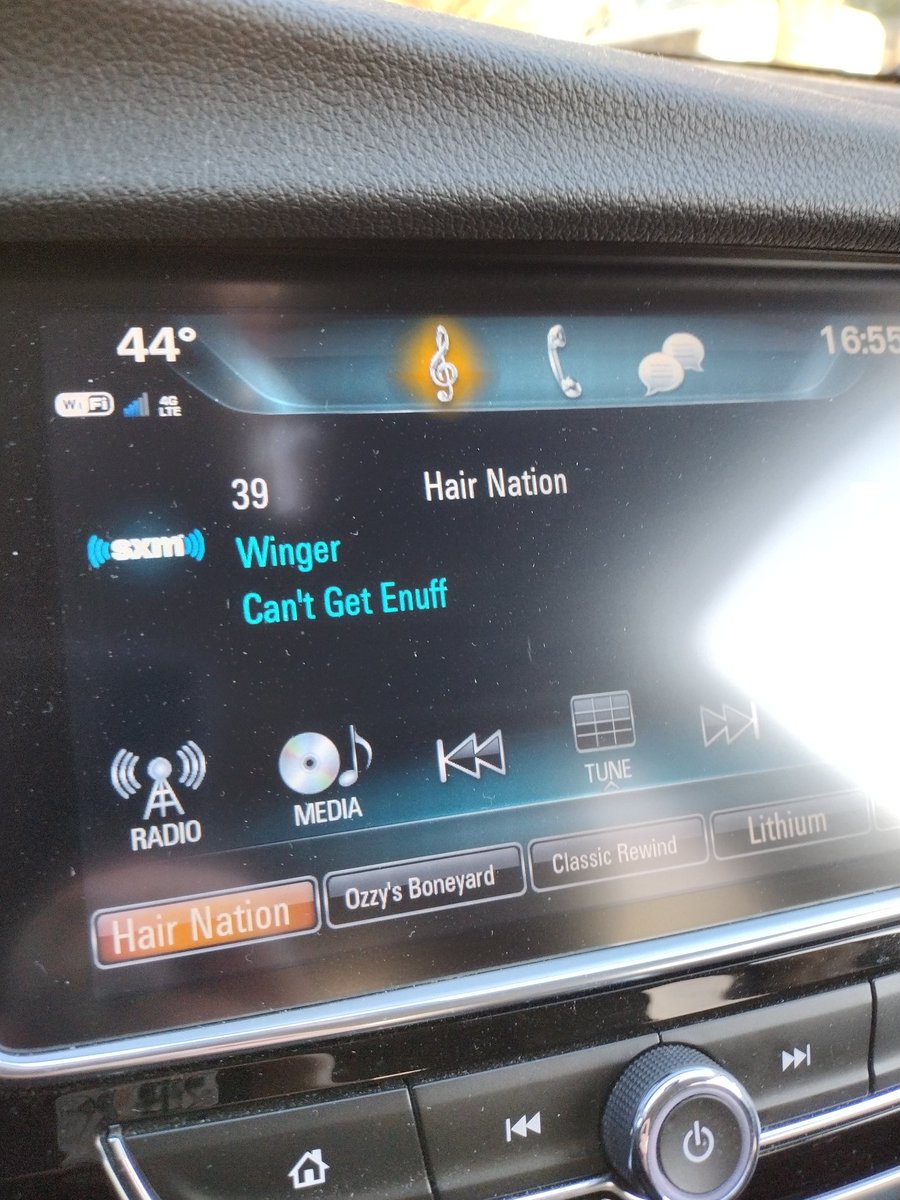 44°
16:55
WiFi
4G
LTE
39 Hair Nation
sxm
Winger
Can't Get Enuff
RADIO
MEDIA
TUNE
Hair Nation
Ozzy's Boneyard
Classic Rewind
Lithium